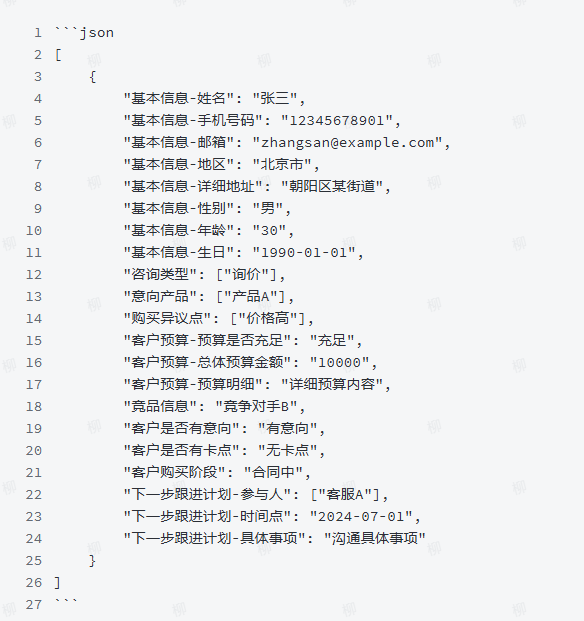 1 ```json
2 [
3     {
4         "基本信息-姓名": "张三",
5         "基本信息-手机号码": "12345678901",
6         "基本信息-邮箱": "zhangsan@example.com",
7         "基本信息-地区": "北京市",
8         "基本信息-详细地址": "朝阳区某街道",
9         "基本信息-性别": "男",
10         "基本信息-年龄": "30",
11         "基本信息-生日": "1990-01-01",
12         "咨询类型": ["询价"],
13         "意向产品": ["产品A"],
14         "购买异议点": ["价格高"],
15         "客户预算-预算是否充足": "充足",
16         "客户预算-总体预算金额": "10000",
17         "客户预算-预算明细": "详细预算内容",
18         "竞品信息": "竞争对手B",
19         "客户是否有意向": "有意向",
20         "客户是否有卡点": "无卡点",
21         "客户购买阶段": "合同中",
22         "下一步跟进计划-参与人": ["客服A"],
23         "下一步跟进计划-时间点": "2024-07-01",
24         "下一步跟进计划-具体事项": "沟通具体事项"
25     }
26 ]
27 ```